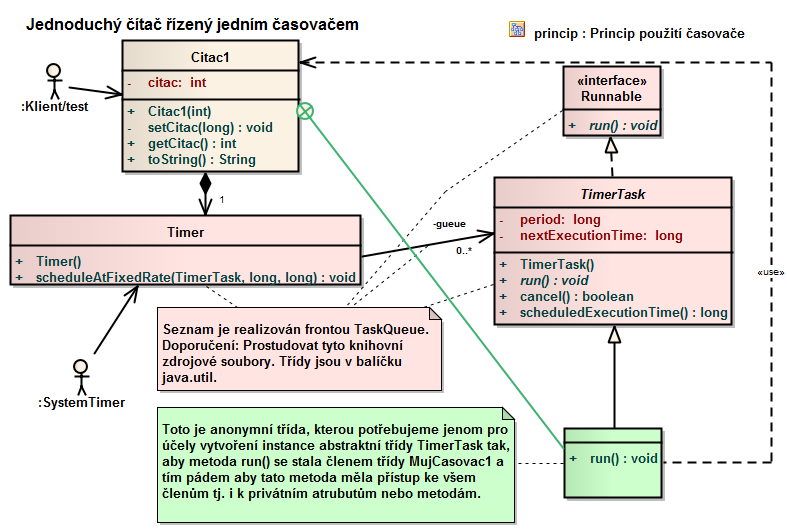 Jednoduchý čítač řízený jedním časovačem
princip : Princip použití časovače
Citac1
- citac: int
+ Citac1(int)
- setCitac(long) : void
+ getCitac() : int
+ toString() : String
:Klient/test
«interface»
Runnable
+ run() : void
1
Timer
+ Timer()
+ scheduleAtFixedRate(TimerTask, long, long) : void
-gueue
0..*
TimerTask
- period: long
- nextExecutionTime: long
+ TimerTask()
+ run() : void
+ cancel() : boolean
+ scheduledExecutionTime() : long
«use»
:SystemTimer
Seznam je realizován frontou TaskQueue.
Doporučení: Prostudovat tyto knihovní
zdrojové soubory. Třídy jsou v balíčku
java.util.
Toto je anonymní třída, kterou potřebujeme jenom pro
účely vytvoření instance abstraktní třídy TimerTask tak,
aby metoda run() se stala členem třídy MujCasovac1 a
tím pádem aby tato metoda měla přístup ke všem
členům tj. i k privátním atrubutům nebo metodám.
+ run() : void